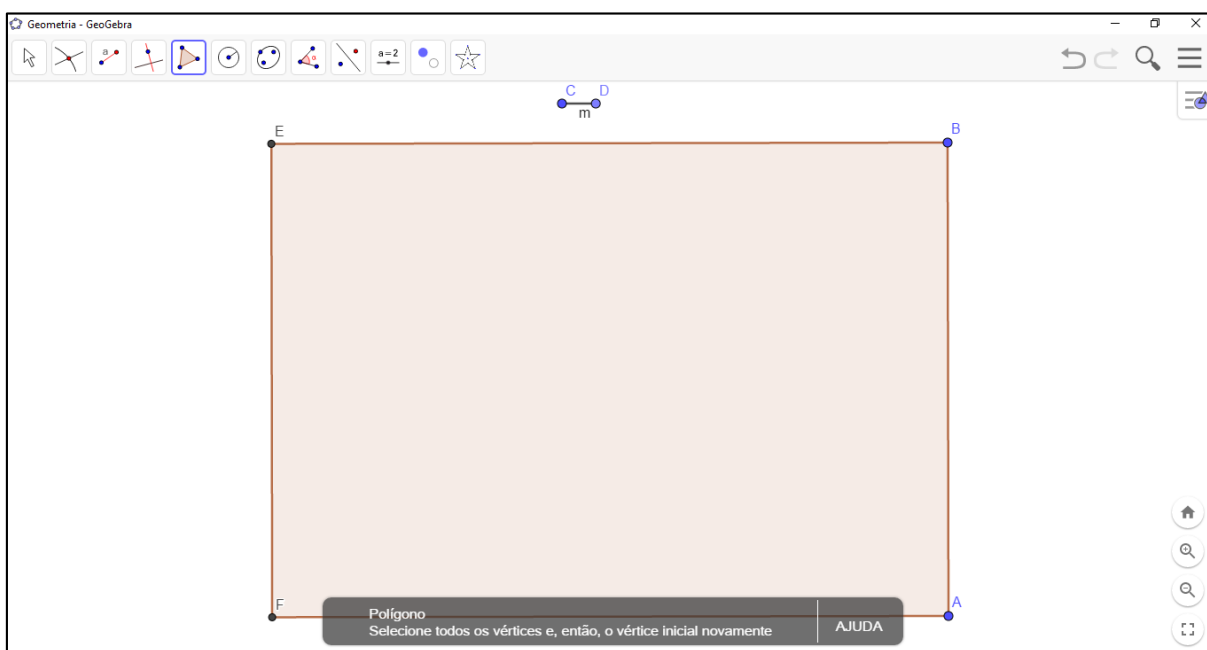 Geometria - GeoGebra
a
a=2
C D
m
E
B
F
A
Polígono
Selecione todos os vértices e, então, o vértice inicial novamente
AJUDA